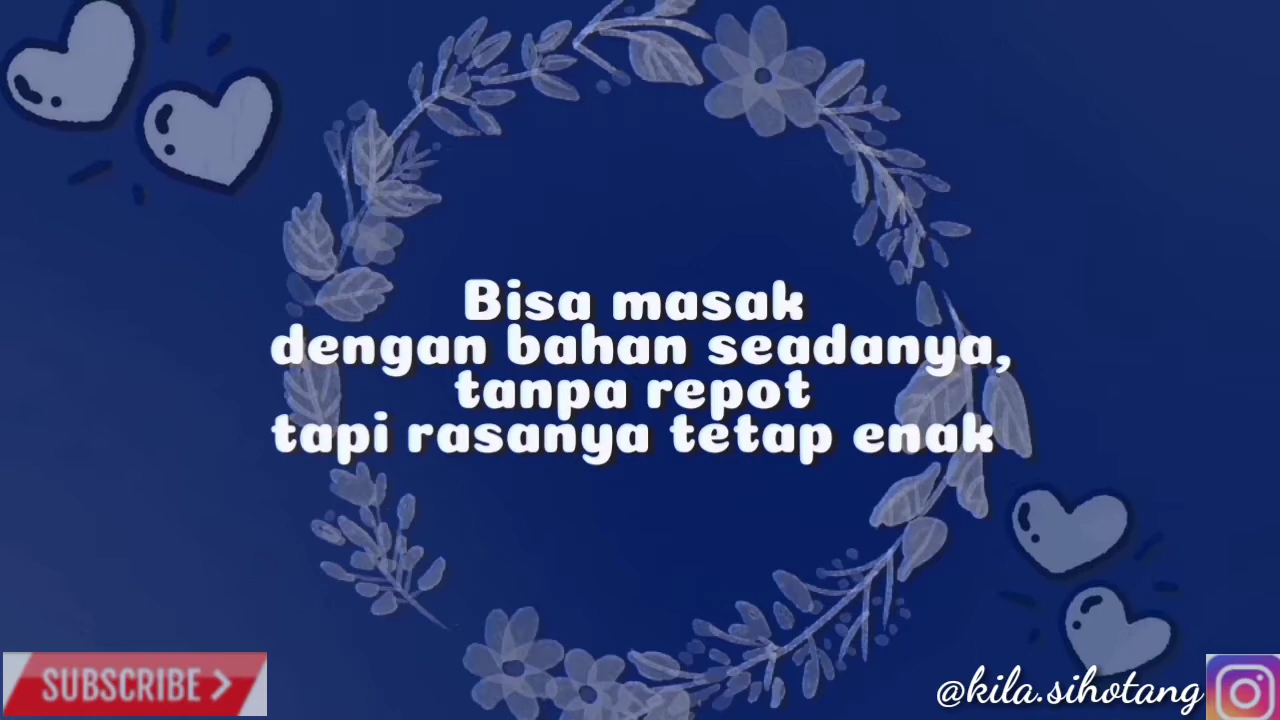 Bisa masak
dengan bahan seadanya,
tanpa repot
tapi rasanya tetap enak
SUBSCRIBE
@kila.sihotang